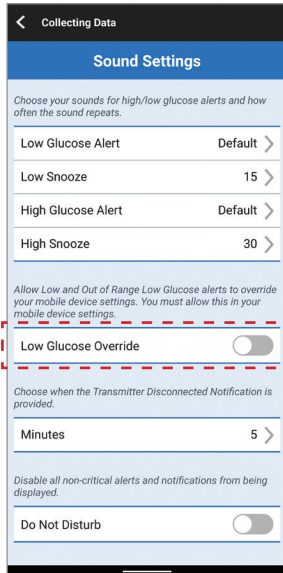 Collecting Data
Sound Settings
Choose your sounds for high/low glucose alerts and how
often the sound repeats.
Low Glucose Alert Default
Low Snooze 15
High Glucose Alert Default
High Snooze 30
Allow Low and Out of Range Low Glucose alerts to override
your mobile device settings. You must allow this in your
mobile device settings.
Low Glucose Override
Choose when the Transmitter Disconnected Notification is
provided.
Minutes 5
Disable all non-critical alerts and notifications from being
displayed.
Do Not Disturb